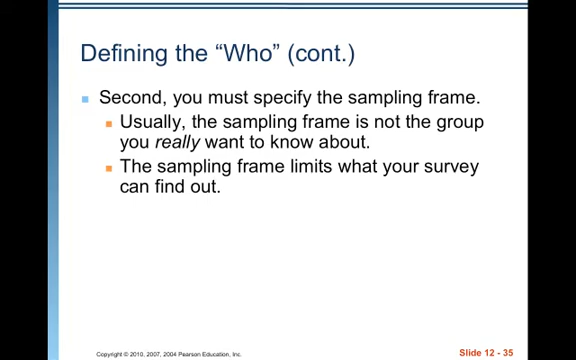 Defining the “Who” (cont.)
Second, you must specify the sampling frame.
Usually, the sampling frame is not the group
you really want to know about.
The sampling frame limits what your survey
can find out.
Copyright © 2010, 2007, 2004 Pearson Education, Inc.
Slide 12 - 35